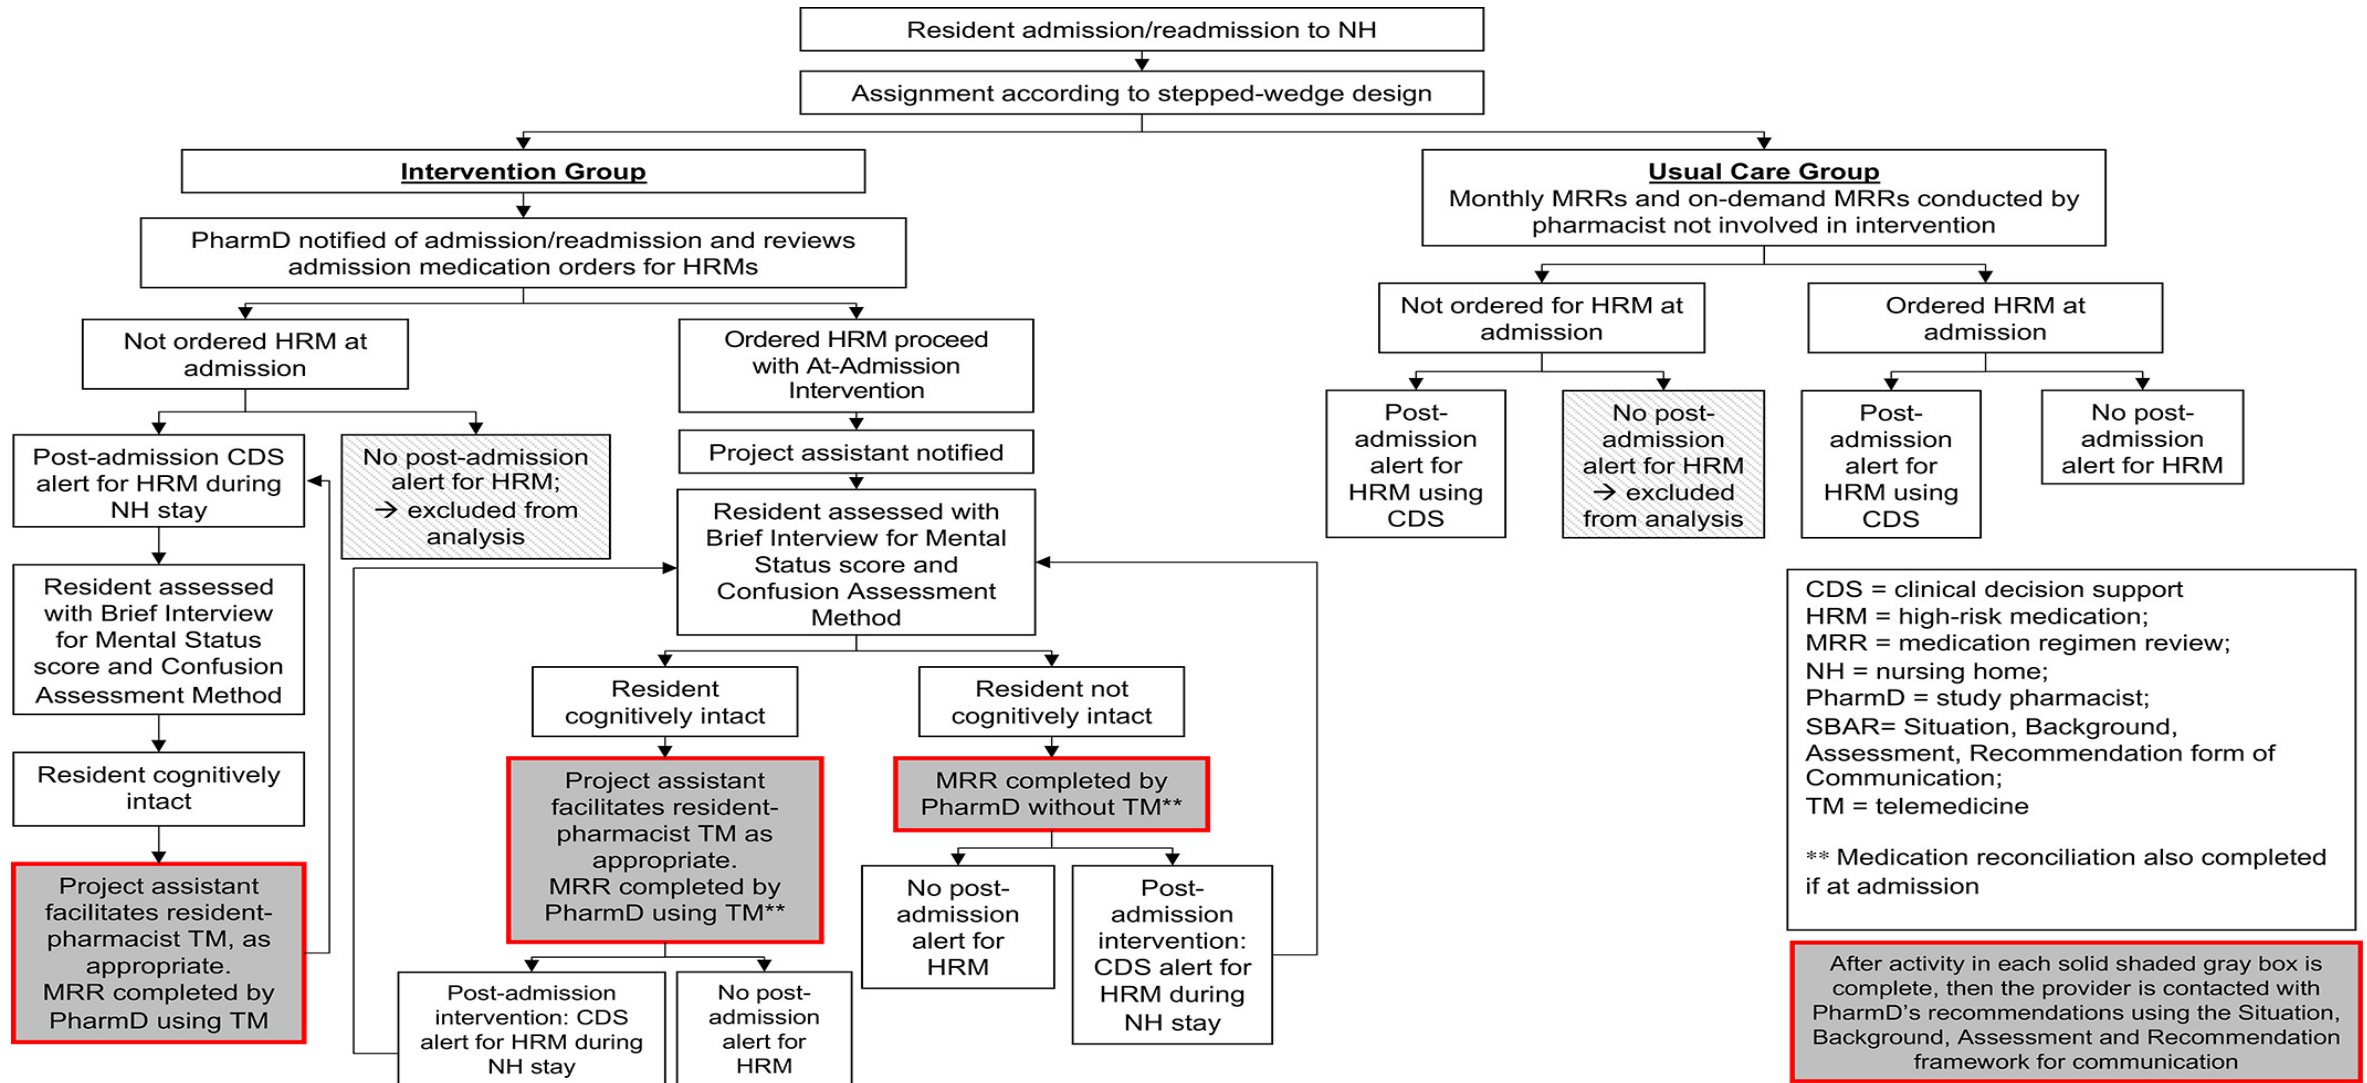 Resident admission/readmission to NH
Assignment according to stepped-wedge design
Intervention Group
PharmD notified of admission/readmission and reviews
admission medication orders for HRMs
Not ordered HRM at
admission
Post-admission CDS
alert for HRM during
NH stay
Resident assessed
with Brief Interview
for Mental Status
score and Confusion
Assessment Method
Resident cognitively
intact
Project assistant
facilitates resident-
pharmacist TM, as
appropriate.
MRR completed by
PharmD using TM
No post-admission
alert for HRM;
→ excluded from
analysis
Ordered HRM proceed
with At-Admission
Intervention
Project assistant notified
Resident assessed with
Brief Interview for Mental
Status score and
Confusion Assessment
Method
Resident
cognitively intact
Project assistant
facilitates resident-
pharmacist TM as
appropriate.
MRR completed by
PharmD using TM**
Post-admission
intervention: CDS
alert for HRM during
NH stay
No post-
admission
alert for
HRM
Resident not
cognitively intact
MRR completed by
PharmD without TM**
No post-
admission
alert for
HRM
Post-
admission
intervention:
CDS alert for
HRM during
NH stay
Usual Care Group
Monthly MRRs and on-demand MRRs conducted by
pharmacist not involved in intervention
Not ordered for HRM at
admission
Post-
admission
alert for
HRM using
CDS
No post-
admission
alert for HRM
→ excluded
from analysis
Ordered HRM at
admission
Post-
admission
alert for
HRM using
CDS
No post-
admission
alert for HRM
CDS = clinical decision support
HRM = high-risk medication;
MRR = medication regimen review;
NH = nursing home;
PharmD = study pharmacist;
SBAR= Situation, Background,
Assessment, Recommendation form of
Communication;
TM = telemedicine
** Medication reconciliation also completed
if at admission
After activity in each solid shaded gray box is
complete, then the provider is contacted with
PharmD’s recommendations using the Situation,
Background, Assessment and Recommendation
framework for communication